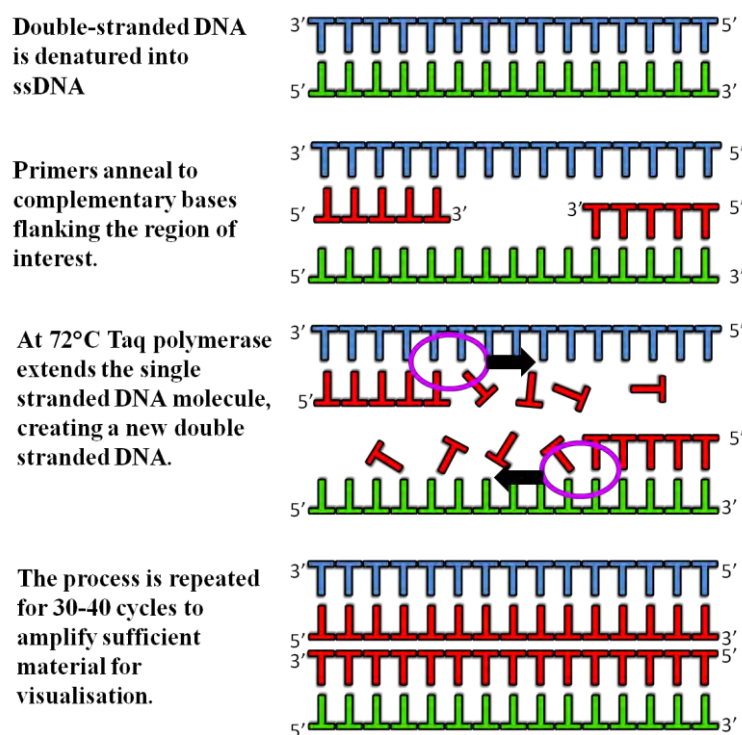 Double-stranded DNA
is denatured into
ssDNA
3’ 5’
5’ 3’
Primers anneal to
complementary bases
flanking the region of
interest.
3’ 5’
5’ 3’ 3’ 5’
5’ 3’
At 72°C Taq polymerase
extends the single
stranded DNA molecule,
creating a new double
stranded DNA.
3’ 5’
5’
5’
5’ 3’
The process is repeated
for 30-40 cycles to
amplify sufficient
material for
visualisation.
3’ 5’
5’ 3’
3’ 5’
5’ 3’